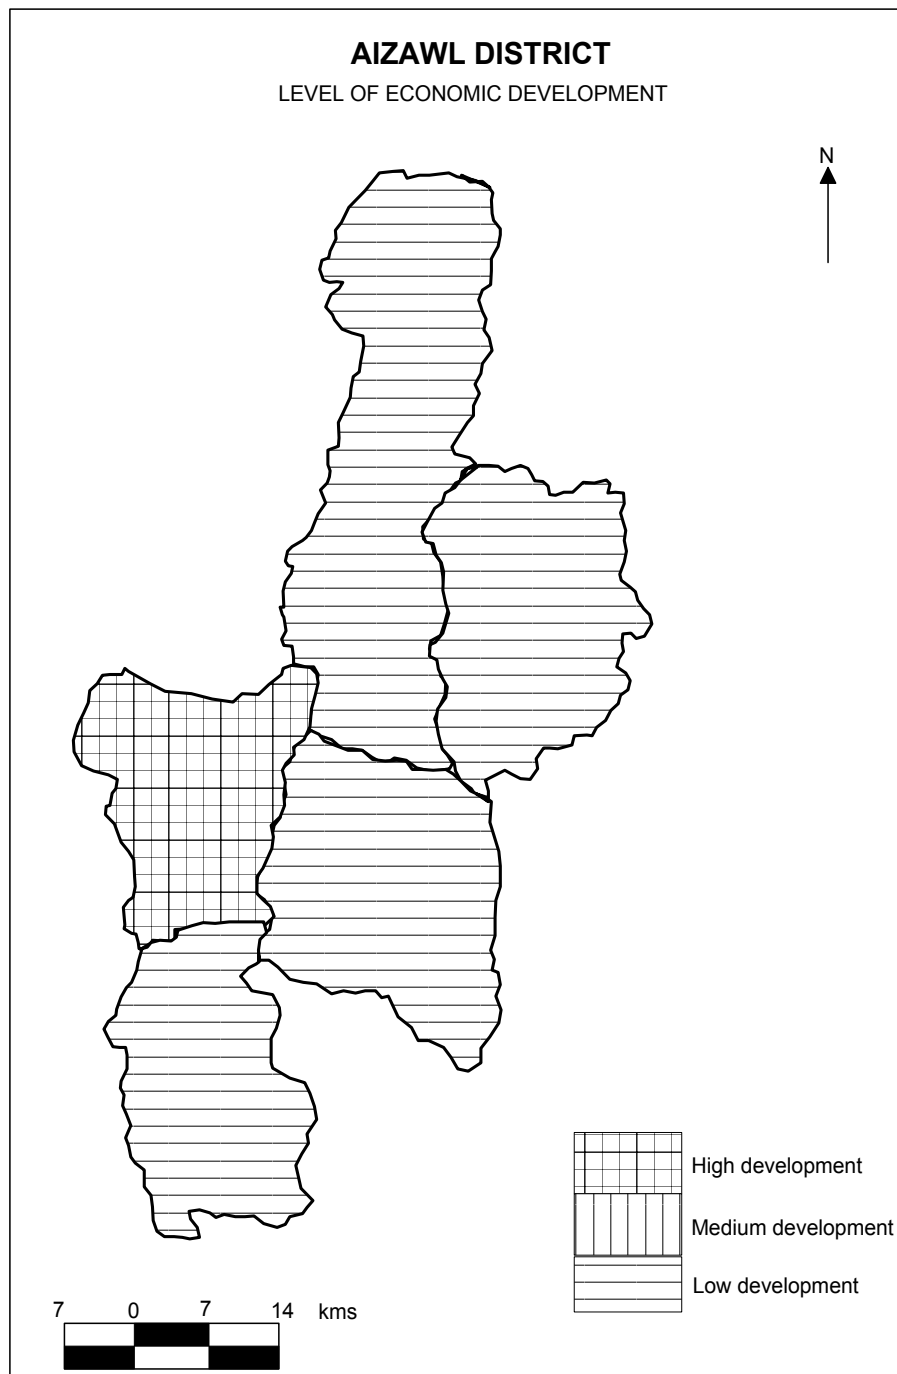 AIZAWL DISTRICT
LEVEL OF ECONOMIC DEVELOPMENT
N
High development
Medium development
Low development
7 0 7 14 kms